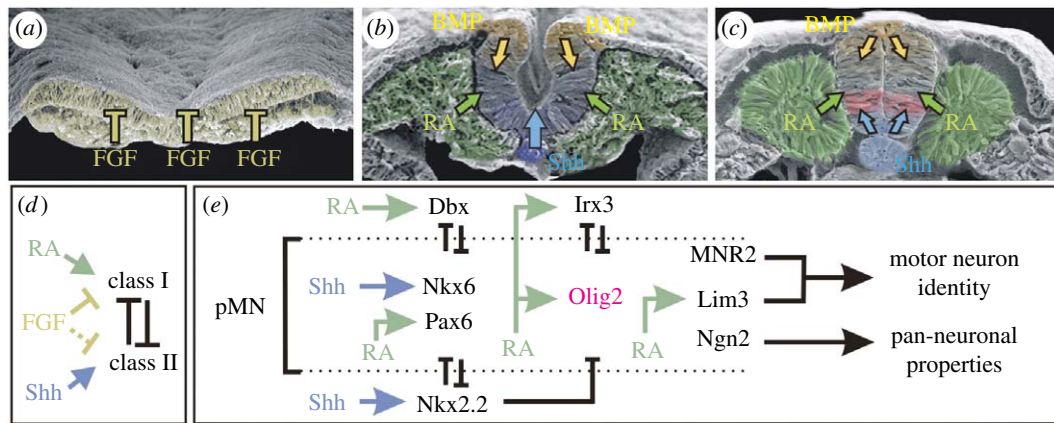 (a)
FGF FGF FGF
(b)
BMP BMP
RA RA
Shh
(c)
BMP
RA RA
Shh
(d)
RA
class I
FGF
class II
Shh
(e)
RA Dbx Irx3
MNR2
motor neuron
identity
pMN
Shh Nkx6 Olig2 Lim3
Pax6
RA RA RA
Ngn2
pan-neuronal
properties
Shh Nkx2.2